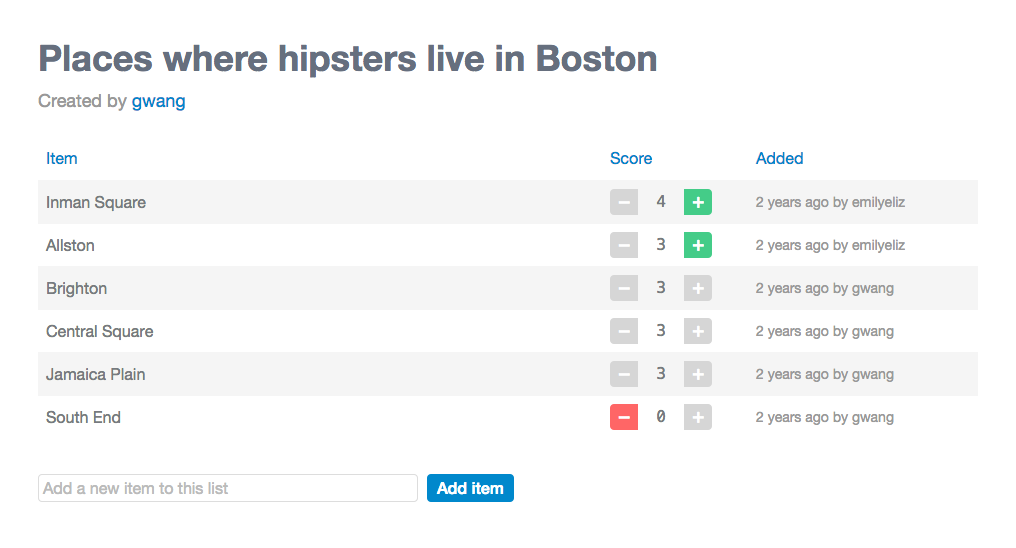 Places where hipsters live in Boston
Created by gwang
Item Score Added
Inman Square − 4 + 2 years ago by emilyeliz
Allston − 3 + 2 years ago by emilyeliz
Brighton − 3 + 2 years ago by gwang
Central Square − 3 + 2 years ago by gwang
Jamaica Plain − 3 + 2 years ago by gwang
South End − 0 + 2 years ago by gwang
Add a new item to this list Add item